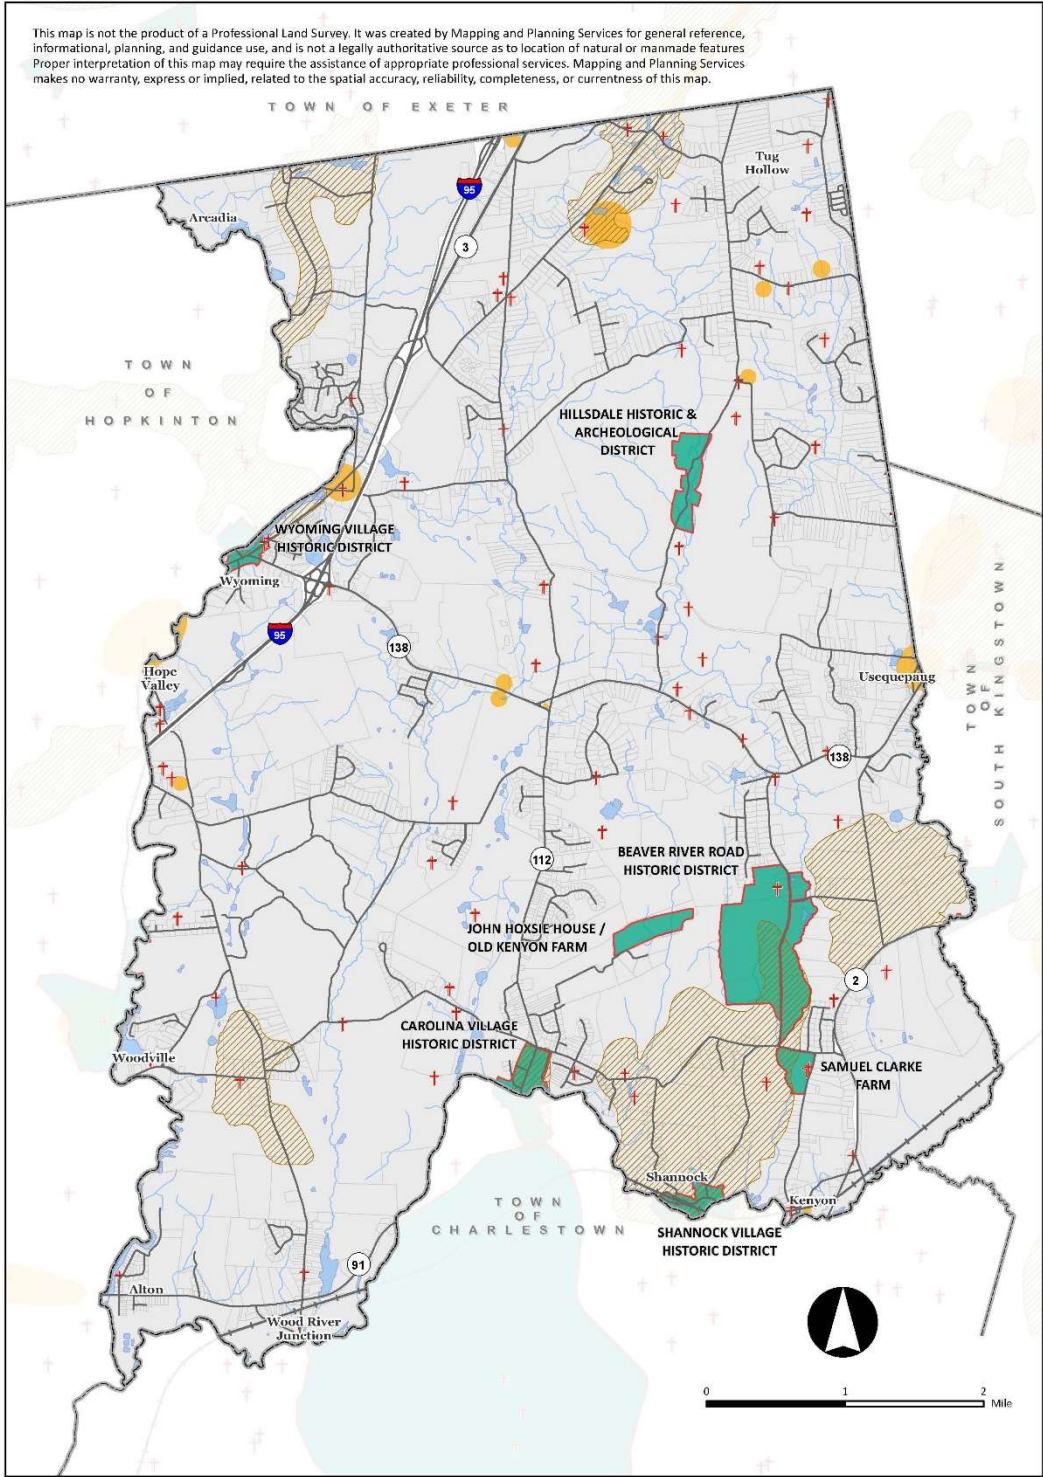 This map is not the product of a Professional Land Survey. It was created by Mapping and Planning Services for general reference,
informational, planning, and guidance use, and is not a legally authoritative source as to location of natural or manmade features
Proper interpretation of this map may require the assistance of appropriate professional services. Mapping and Planning Services
makes no warranty, express or implied, related to the spatial accuracy, reliability, completeness, or currentness of this map.
TOWN OF EXETER
Tug
Hollow
95
Arcadia
3
TOWN
OF
HOPKINTON
HILLSDALE HISTORIC &
ARCHEOLOGICAL
DISTRICT
WYOMING VILLAGE
HISTORIC DISTRICT
Wyoming
95
138
Hope
Valley
Usequepaug
TOWN
OF
SOUTH KINGSTOWN
138
112
BEAVER RIVER ROAD
HISTORIC DISTRICT
JOHN HOXSIE HOUSE /
OLD KENYON FARM
2
CAROLINA VILLAGE
HISTORIC DISTRICT
Woodville
SAMUEL CLARKE
FARM
Shannock
Kenyon
TOWN
OF
CHARLESTOWN
SHANNOCK VILLAGE
HISTORIC DISTRICT
91
Alton
Wood River
Junction
0 1 2
Mile